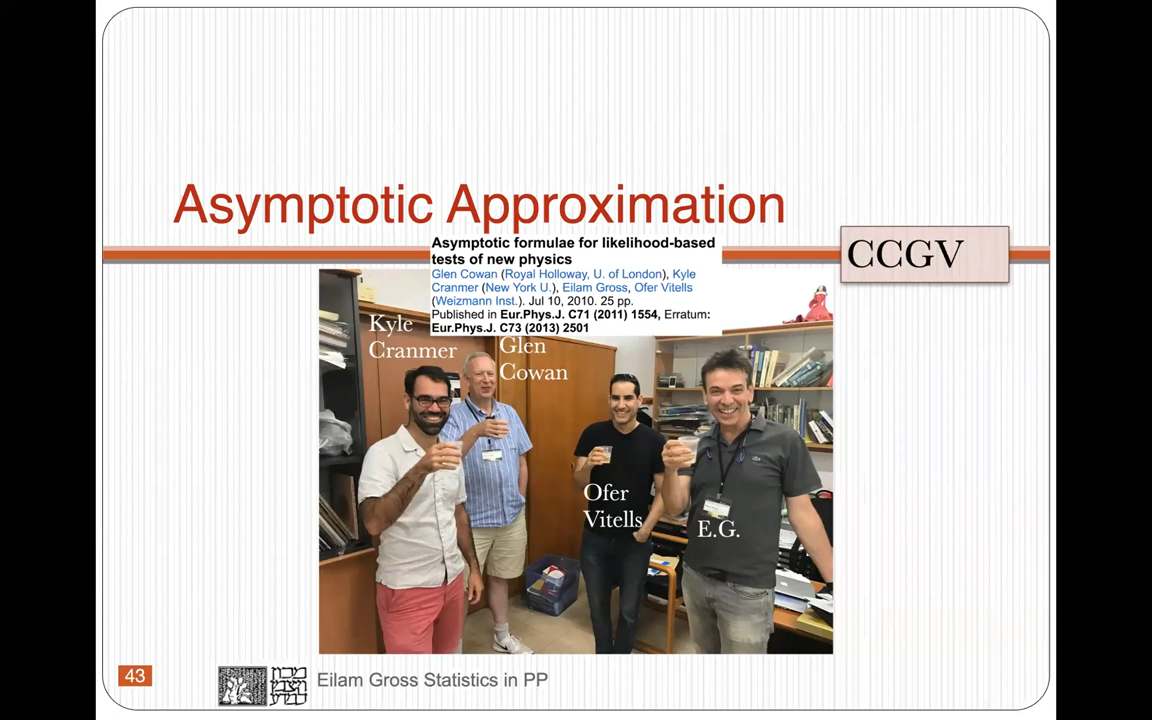 Asymptotic Approximation
CCGV
Asymptotic formulae for likelihood-based
tests of new physics
Glen Cowan (Royal Holloway, U. of London), Kyle
Cranmer (New York U.), Eilam Gross, Ofer Vitells
(Weizmann Inst.). Jul 10, 2010. 25 pp.
Published in Eur.Phys.J. C71 (2011) 1554, Erratum:
Eur.Phys.J. C73 (2013) 2501
Kyle
Cranmer
Glen
Cowan
Ofer
Vitells
E.G.
43
מכון
ויצמן
למדע
Eilam Gross Statistics in PP